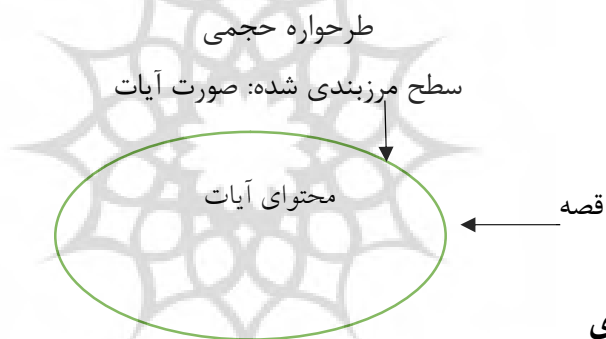 طرحواره حجمی
سطح مرزبندی شده: صورت آیات
محتوای آیات
قصه
ی